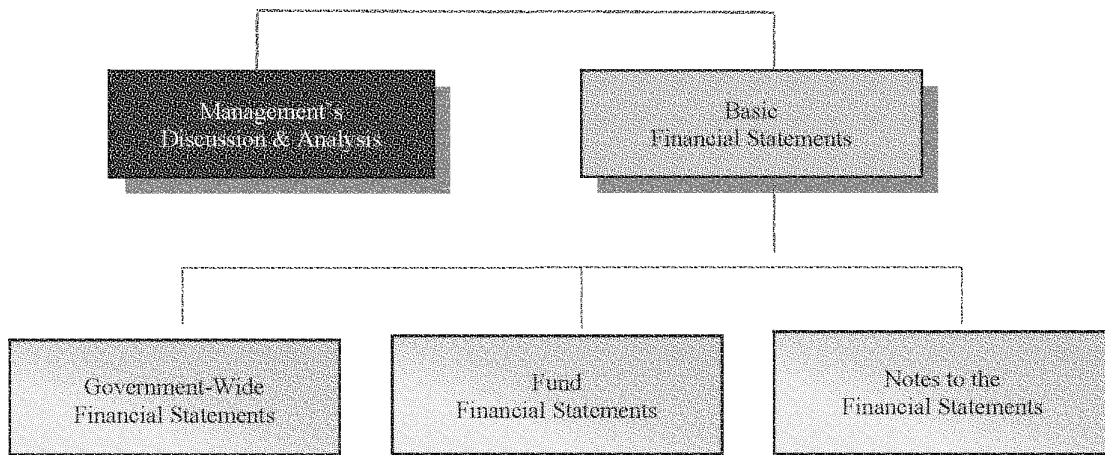 Management's
Discussion & Analysis
Basic
Financial Statements
Government-Wide
Financial Statements
Fund
Financial Statements
Notes to the
Financial Statements